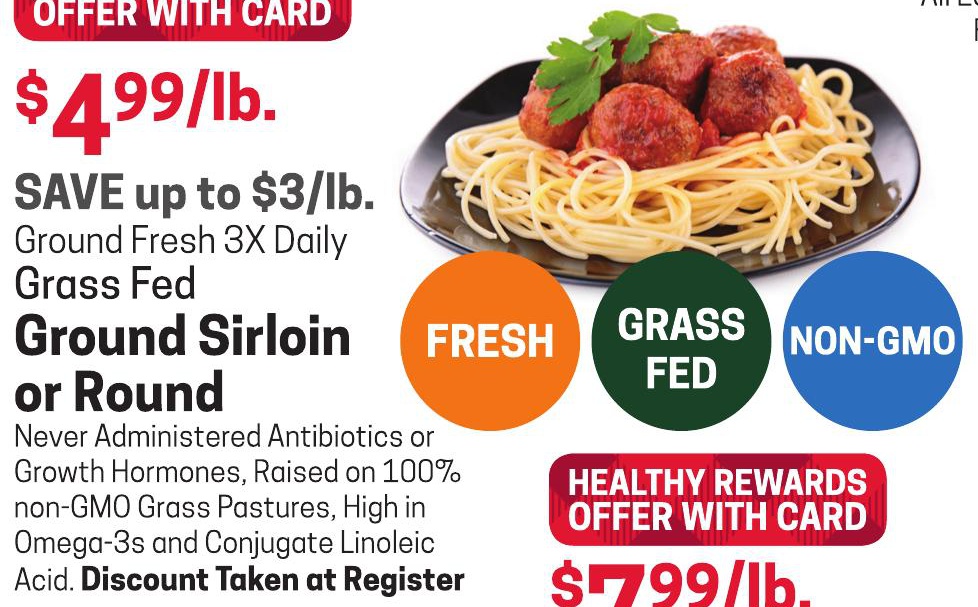 OFFER WITH CARD
$4.99/lb.
SAVE up to $3/lb.
Ground Fresh 3X Daily
Grass Fed
Ground Sirloin
or Round
Never Administered Antibiotics or
Growth Hormones, Raised on 100%
non-GMO Grass Pastures, High in
Omega-3s and Conjugate Linoleic
Acid. Discount Taken at Register
FRESH
GRASS
FED
NON-GMO
HEALTHY REWARDS
OFFER WITH CARD
$7.99/lb.